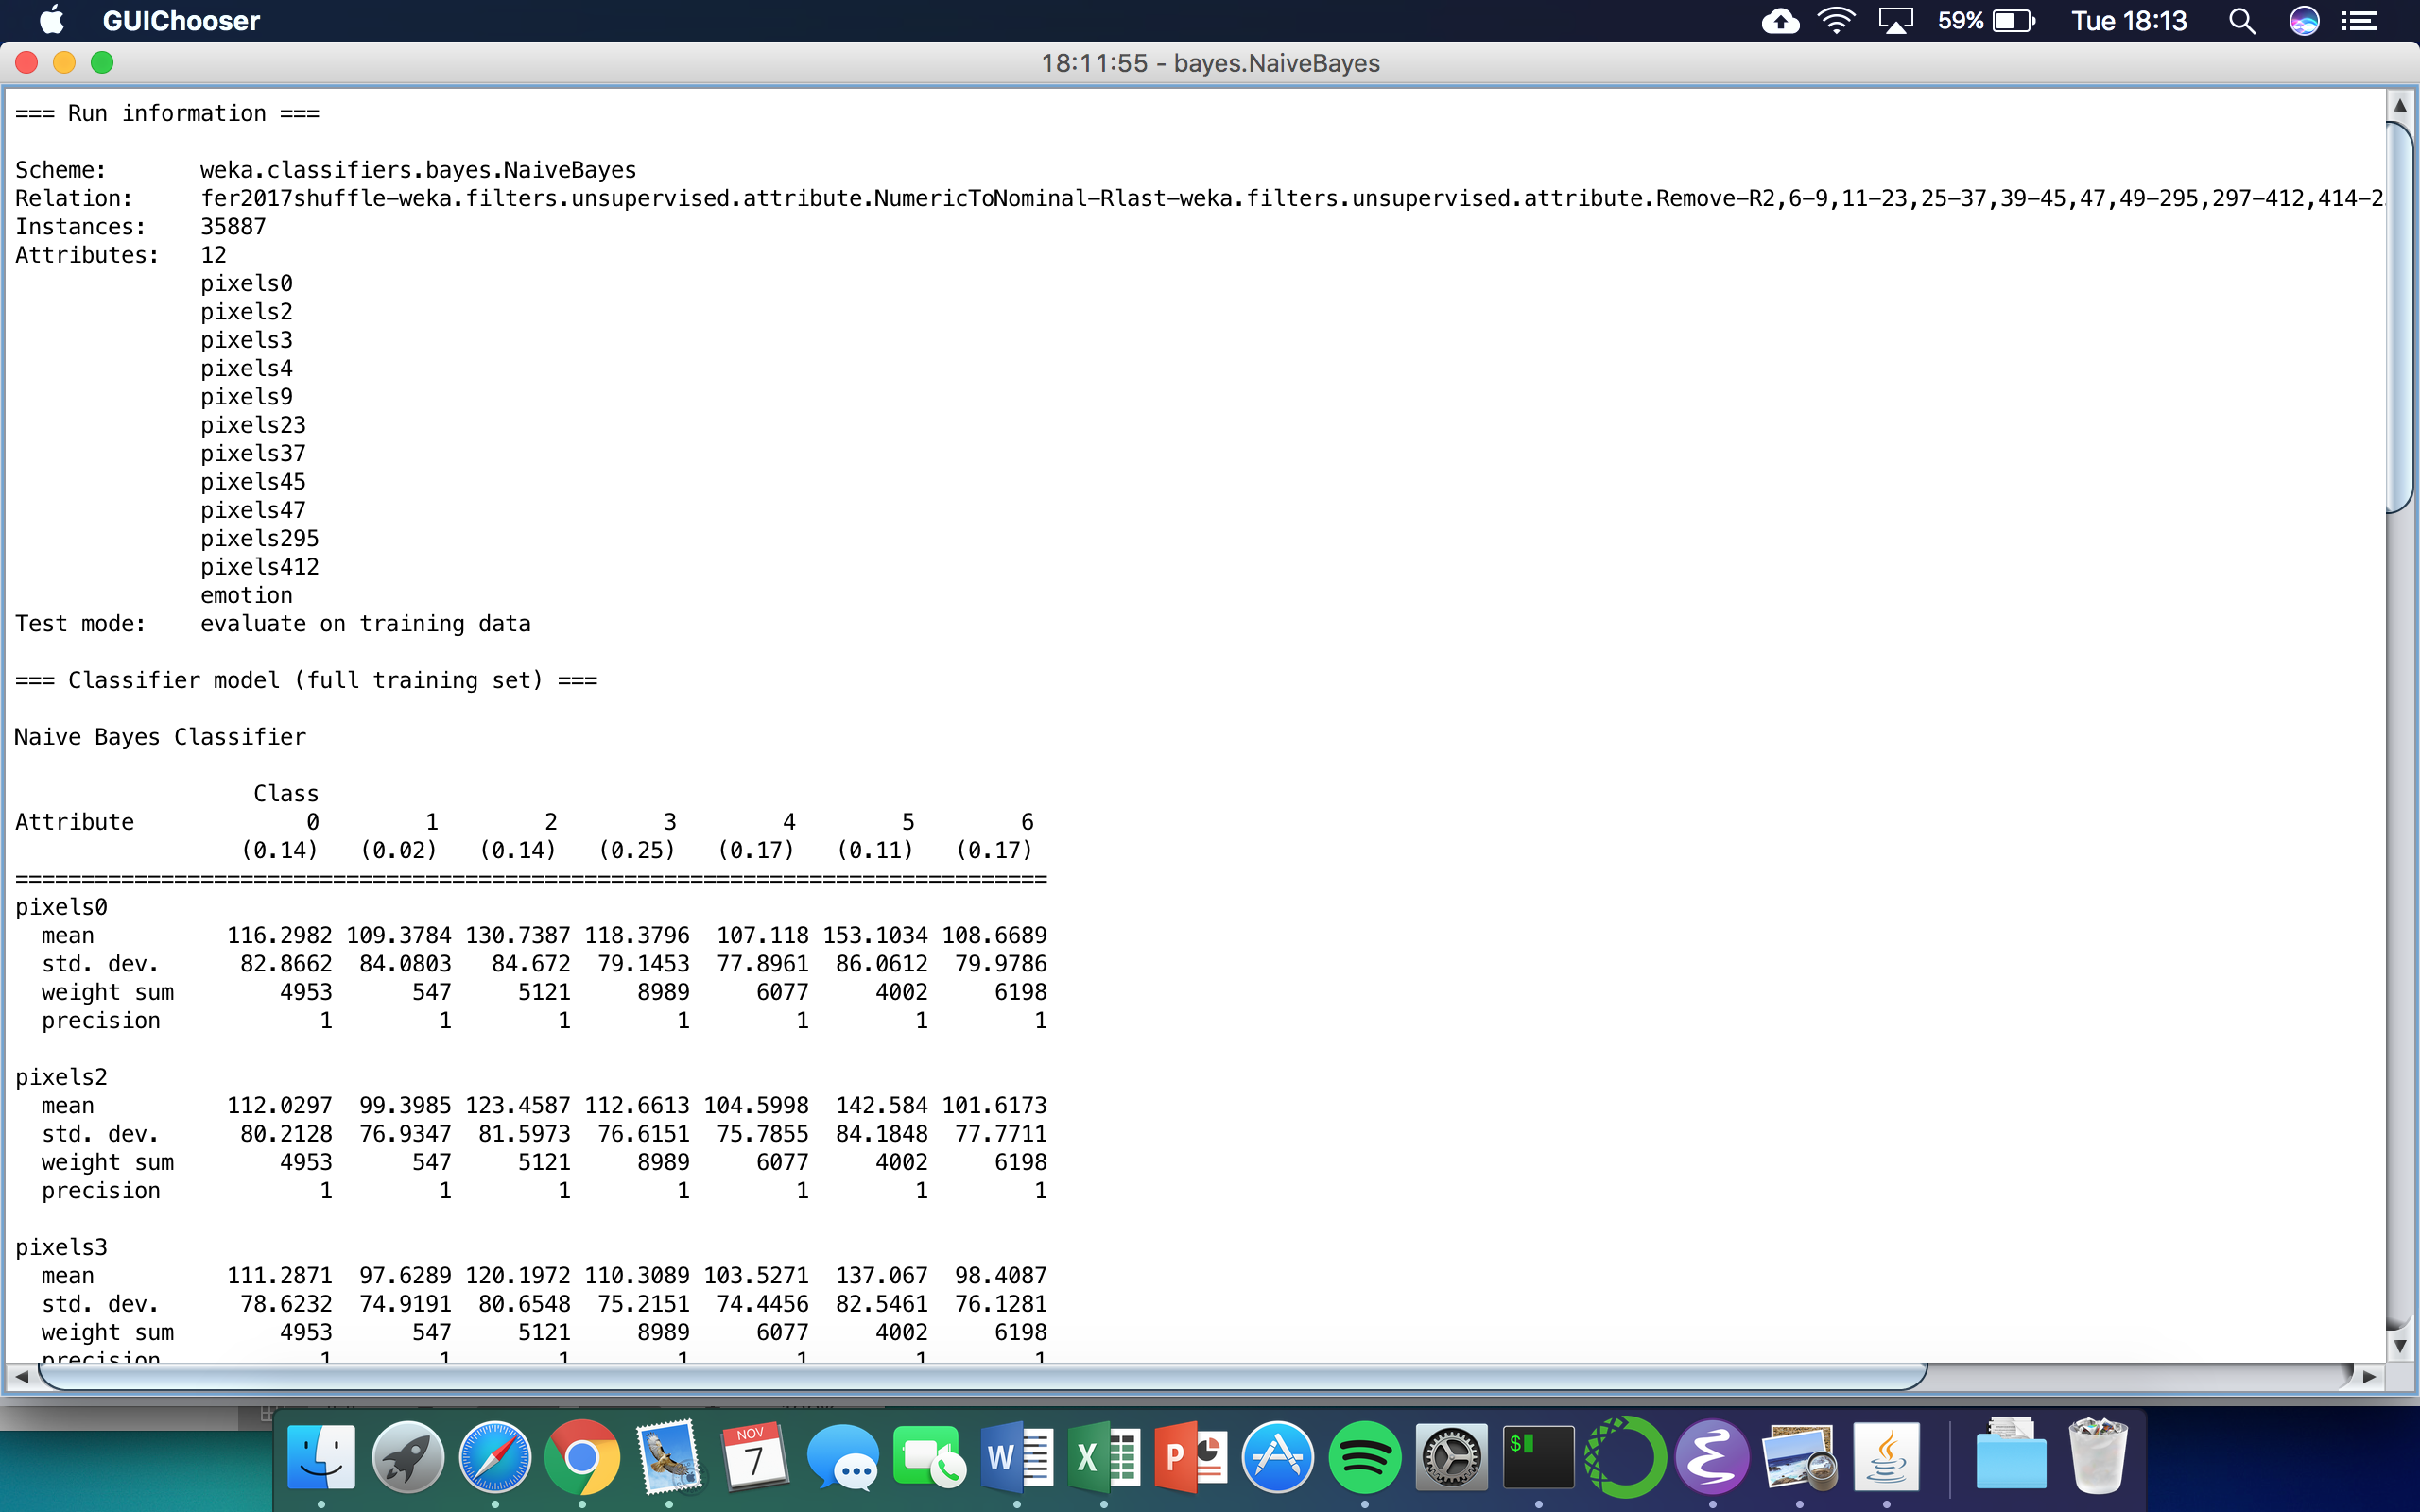 GUIChooser 59% Tue 18:13
18:11:55 - bayes.NaiveBayes
=== Run information ===
Scheme: weka.classifiers.bayes.NaiveBayes
Relation: fer2017shuffle-weka.filters.unsupervised.attribute.NumericToNominal-Rlast-weka.filters.unsupervised.attribute.Remove-R2,6-9,11-23,25-37,39-45,47,49-295,297-412,414-2
Instances: 35887
Attributes: 12
pixels0
pixels2
pixels3
pixels4
pixels9
pixels23
pixels37
pixels45
pixels47
pixels295
pixels412
emotion
Test mode: evaluate on training data
=== Classifier model (full training set) ===
Naive Bayes Classifier
Class
Attribute 0 1 2 3 4 5 6
(0.14) (0.02) (0.14) (0.25) (0.17) (0.11) (0.17)
==============================================================================
pixels0
mean 116.2982 109.3784 130.7387 118.3796 107.118 153.1034 108.6689
std. dev. 82.8662 84.0803 84.672 79.1453 77.8961 86.0612 79.9786
weight sum 4953 547 5121 8989 6077 4002 6198
precision 1 1 1 1 1 1 1
pixels2
mean 112.0297 99.3985 123.4587 112.6613 104.5998 142.584 101.6173
std. dev. 80.2128 76.9347 81.5973 76.6151 75.7855 84.1848 77.7711
weight sum 4953 547 5121 8989 6077 4002 6198
precision 1 1 1 1 1 1 1
pixels3
mean 111.2871 97.6289 120.1972 110.3089 103.5271 137.067 98.4087
std. dev. 78.6232 74.9191 80.6548 75.2151 74.4456 82.5461 76.1281
weight sum 4953 547 5121 8989 6077 4002 6198
precision 1 1 1 1 1 1 1
NOV
7
W X P $